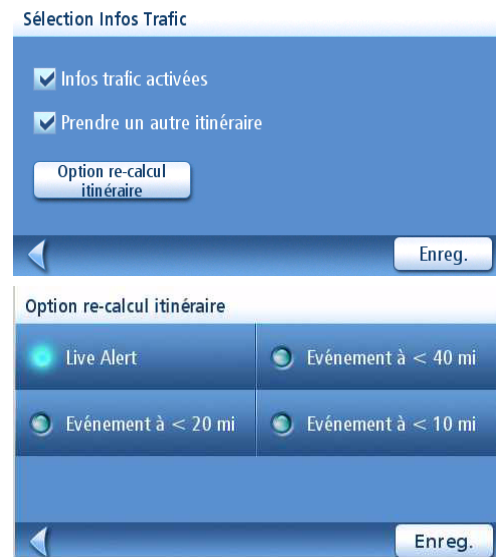 Sélection Infos Trafic
Infos trafic activées
Prendre un autre itinéraire
Option re-calcul
itinéraire
Enreg.
Option re-calcul itinéraire
Live Alert
Evénement à < 40 mi
Evénement à < 20 mi
Evénement à < 10 mi
Enreg.